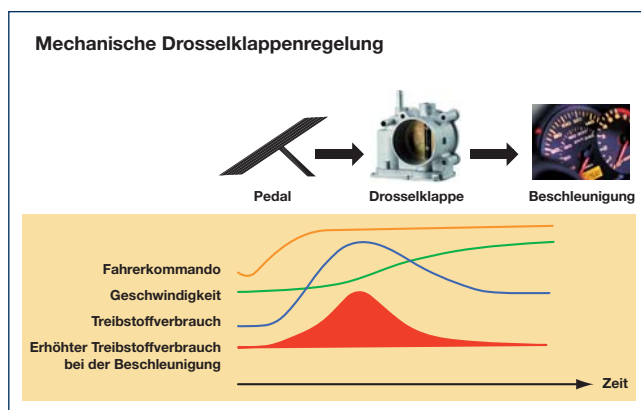 Mechanische Drosselklappenregelung
Pedal
Drosselklappe
Beschleunigung
Fahrerkommando
Geschwindigkeit
Treibstoffverbrauch
Erhöhter Treibstoffverbrauch
bei der Beschleunigung
Zeit